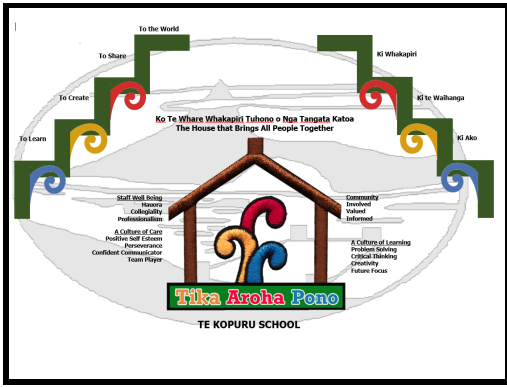 To the World
To Share
To Create
To Learn
Ki Whakapiri
Ki te Waihanga
Ki Ako
Ko Te Whare Whakapiri Tuhono o Nga Tangata Katoa
The House that Brings All People Together
Staff Well Being
Hauora
Collegiality
Professionalism
A Culture of Care
Positive Self Esteem
Perseverance
Confident Communicator
Team Player
Community
Involved
Valued
Informed
A Culture of Learning
Problem Solving
Critical Thinking
Creativity
Future Focus
Tika Aroha Pono
TE KOPURU SCHOOL